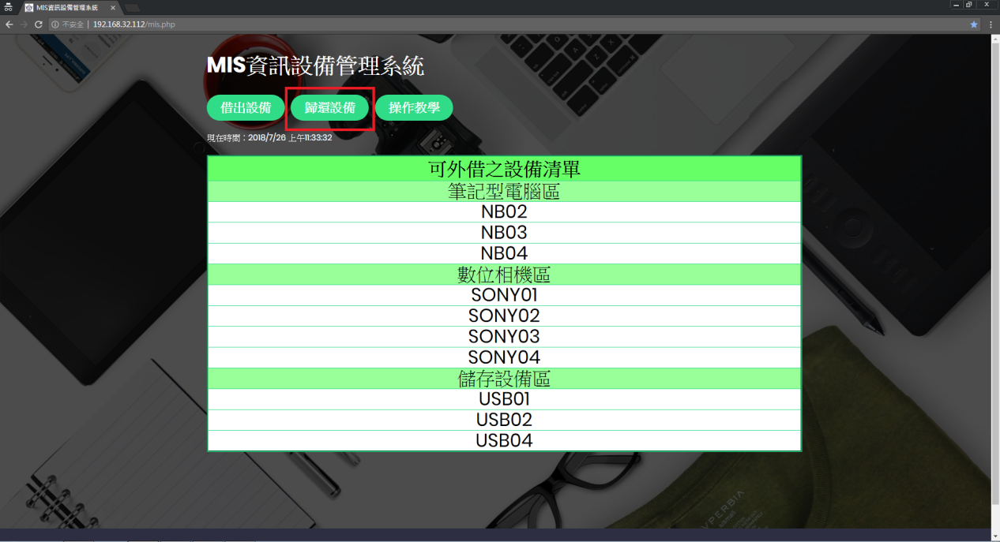 MIS資訊設備管理系統
不安全 | 192.168.32.112/mis.php
MIS資訊設備管理系統
借出設備 歸還設備 操作教學
現在時間：2018/7/26 上午11:33:32
可外借之設備清單
筆記型電腦區
NB02
NB03
NB04
數位相機區
SONY01
SONY02
SONY03
SONY04
儲存設備區
USB01
USB02
USB04